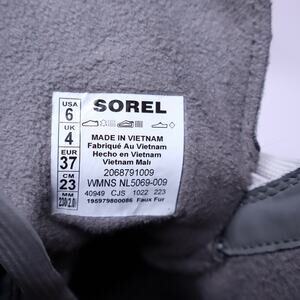 USA
6
UK
4
EUR
37
CM
23
MM
230(2.0)
SOREL
MADE IN VIETNAM
Fabriqué Au Vietnam
Hecho en Vietnam
Vietnam Malı
2068791009
WMNS NL5069-009
40949 CJS 1022 223
195979800086 Faux Fur